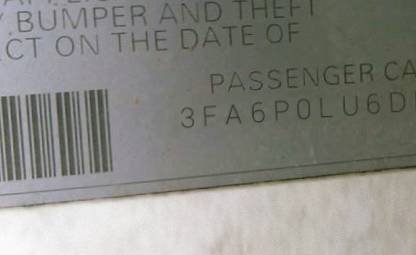 , BUMPER AND THEFT
CT ON THE DATE OF
PASSENGER CA
3FA6P0LU6D